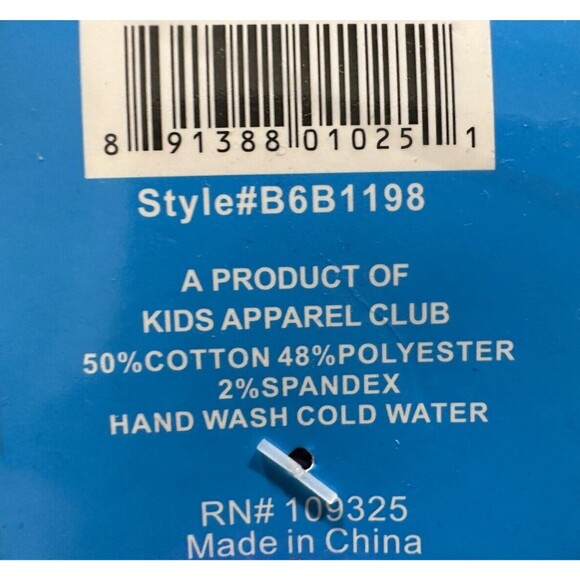 8 91388 01025 1
Style#B6B1198
A PRODUCT OF
KIDS APPAREL CLUB
50%COTTON 48%POLYESTER
2%SPANDEX
HAND WASH COLD WATER
RN# 109325
Made in China